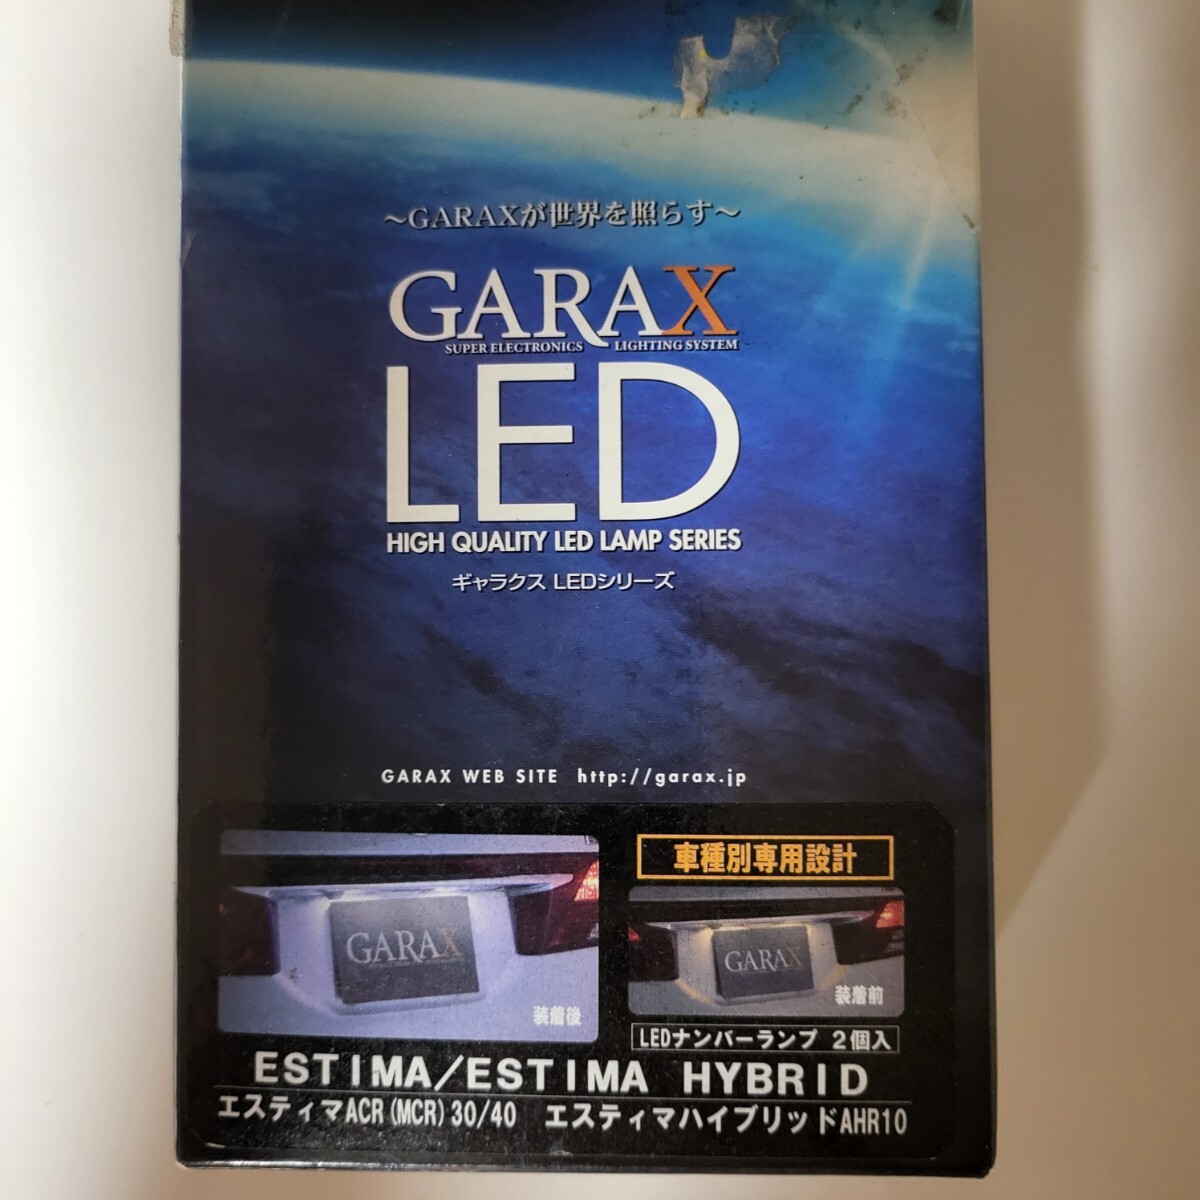 ～GARAXが世界を照らす～
GARAX
SUPER ELECTRONICS LIGHTING SYSTEM
LED
HIGH QUALITY LED LAMP SERIES
ギャラクス LEDシリーズ
GARAX WEB SITE http://garax.jp
車種別専用設計
GARAX
装着後
GARAX
装着前
LEDナンバーランプ 2個入
ESTIMA/ESTIMA HYBRID
エスティマACR(MCR)30/40 エスティマハイブリッドAHR10